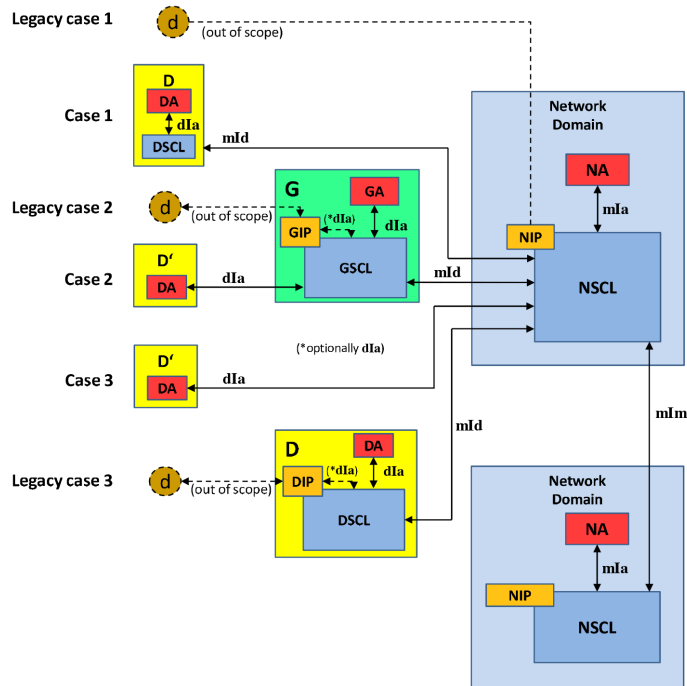 Legacy case 1
d
(out of scope)
Case 1
D
DA
dIa
DSCL
mId
Network
Domain
NA
mIa
NIP
NSCL
Legacy case 2
d
(out of scope)
G
GA
(*dIa)
dIa
GIP
GSCL
mId
Case 2
D'
DA
dIa
(*optionally dIa)
Case 3
D'
DA
dIa
mId
mIm
Legacy case 3
d
(out of scope)
D
DA
(*dIa)
dIa
DIP
DSCL
Network
Domain
NA
mIa
NIP
NSCL